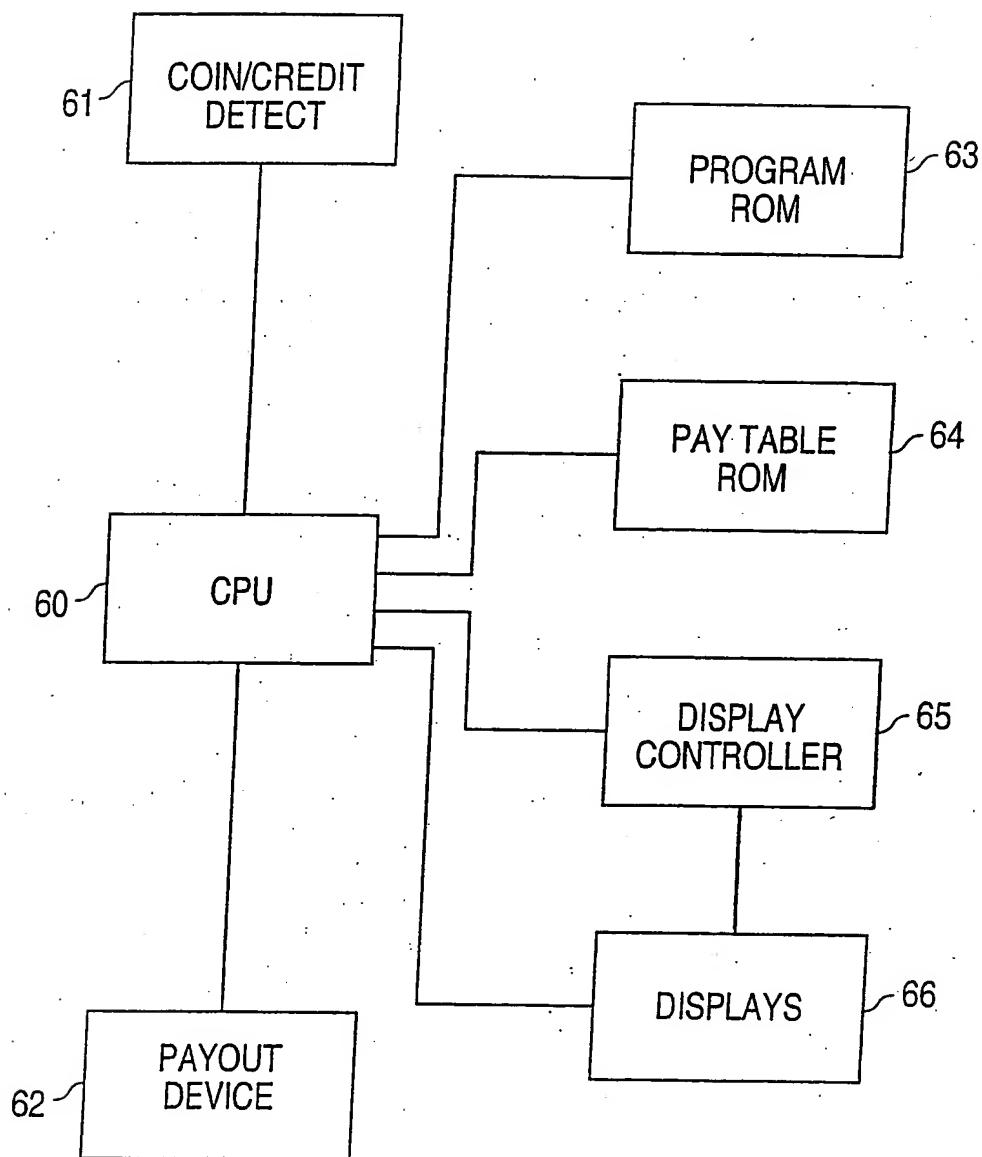 COIN/CREDIT
DETECT
61
PROGRAM
ROM
63
PAY TABLE
ROM
64
CPU
60
DISPLAY
CONTROLLER
65
DISPLAYS
66
PAYOUT
DEVICE
62